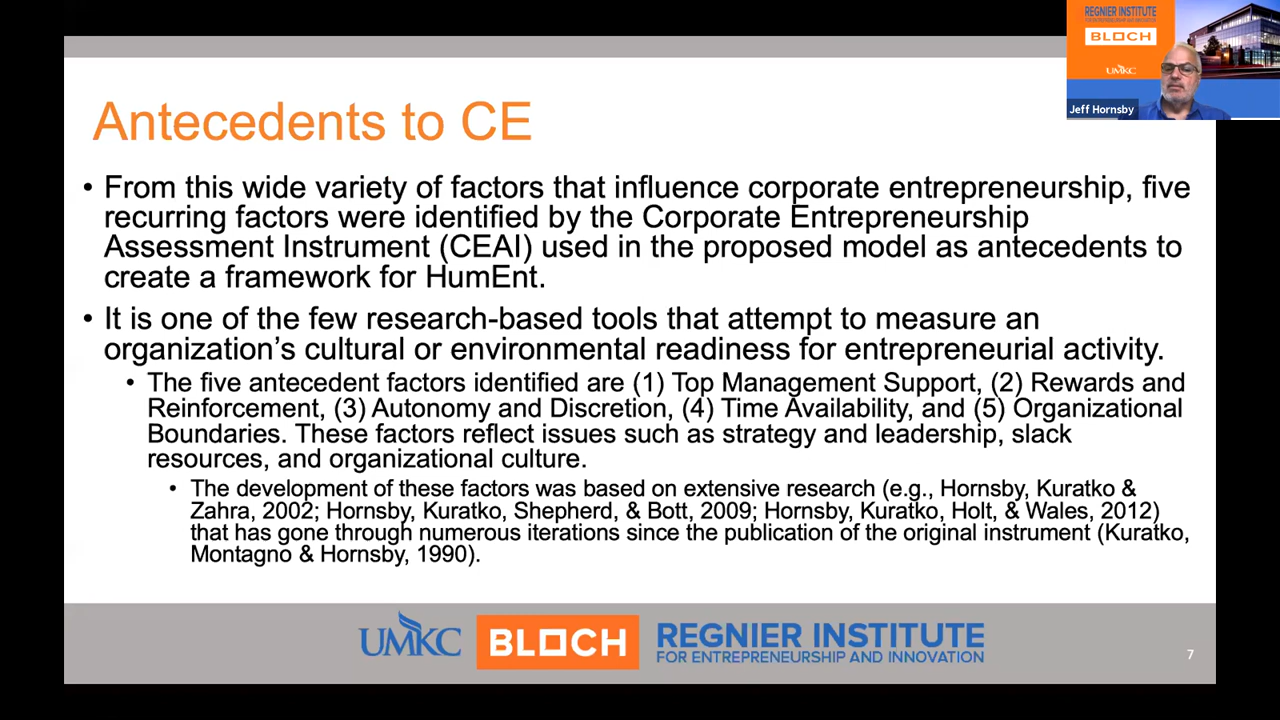 REGNIER INSTITUTE
FOR ENTREPRENEURSHIP AND INNOVATION
BLOCH
UMKC
Jeff Hornsby
Antecedents to CE
• From this wide variety of factors that influence corporate entrepreneurship, five
recurring factors were identified by the Corporate Entrepreneurship
Assessment Instrument (CEAI) used in the proposed model as antecedents to
create a framework for HumEnt.
• It is one of the few research-based tools that attempt to measure an
organization’s cultural or environmental readiness for entrepreneurial activity.
• The five antecedent factors identified are (1) Top Management Support, (2) Rewards and
Reinforcement, (3) Autonomy and Discretion, (4) Time Availability, and (5) Organizational
Boundaries. These factors reflect issues such as strategy and leadership, slack
resources, and organizational culture.
• The development of these factors was based on extensive research (e.g., Hornsby, Kuratko &
Zahra, 2002; Hornsby, Kuratko, Shepherd, & Bott, 2009; Hornsby, Kuratko, Holt, & Wales, 2012)
that has gone through numerous iterations since the publication of the original instrument (Kuratko,
Montagno & Hornsby, 1990).
UMKC
BLOCH
REGNIER INSTITUTE
FOR ENTREPRENEURSHIP AND INNOVATION
7